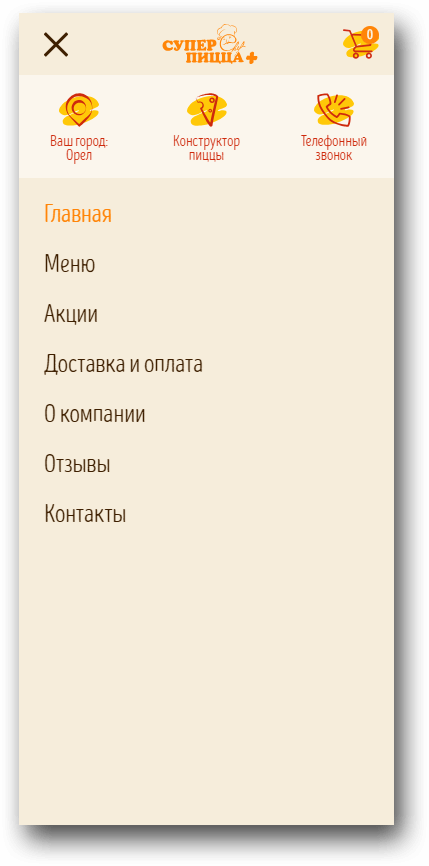 СУПЕР
ПИЦЦА+
0
Ваш город:
Орел
Конструктор
пиццы
Телефонный
звонок
Главная
Меню
Акции
Доставка и оплата
О компании
Отзывы
Контакты